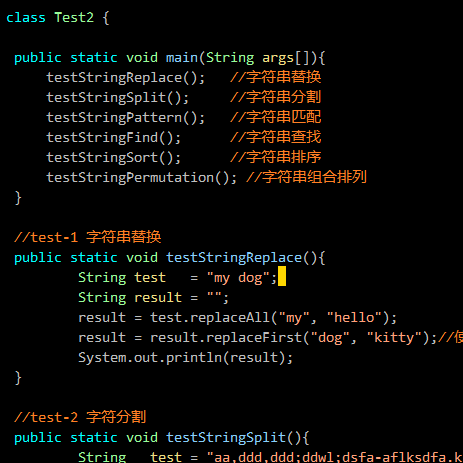 class Test2 {
public static void main(String args[]){
testStringReplace();   //字符串替换
testStringSplit();     //字符串分割
testStringPattern();   //字符串匹配
testStringFind();      //字符串查找
testStringSort();      //字符串排序
testStringPermutation(); //字符串组合排列
}
//test-1 字符串替换
public static void testStringReplace(){
String test   = "my dog";
String result = "";
result = test.replaceAll("my", "hello");
result = result.replaceFirst("dog", "kitty");//使
System.out.println(result);
}
//test-2 字符分割
public static void testStringSplit(){
String   test = "aa,ddd,ddd;ddwl;dsfa-aflksdfa.k